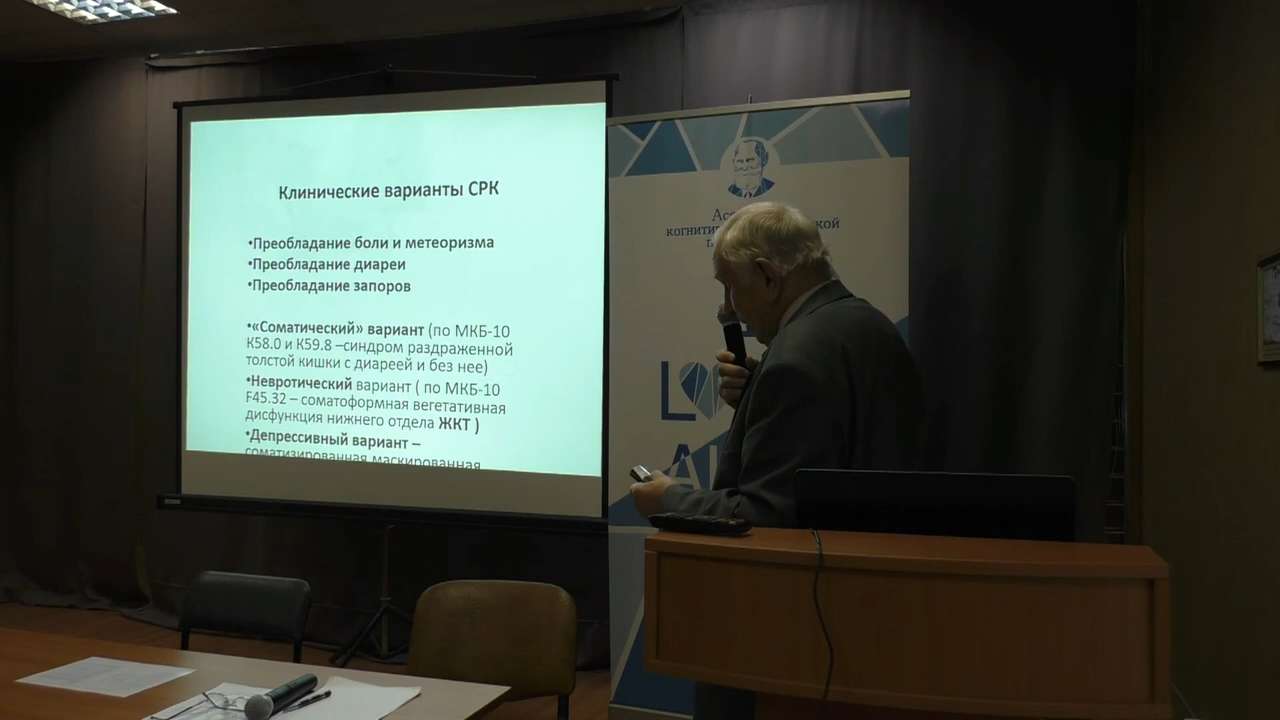 Клинические варианты СРК
•Преобладание боли и метеоризма
•Преобладание диареи
•Преобладание запоров
•«Соматический» вариант (по МКБ-10
К58.0 и К59.8 –синдром раздраженной
толстой кишки с диареей и без нее)
•Невротический вариант ( по МКБ-10
F45.32 – соматоформная вегетативная
дисфункция нижнего отдела ЖКТ )
•Депрессивный вариант –
соматизированная маскированная